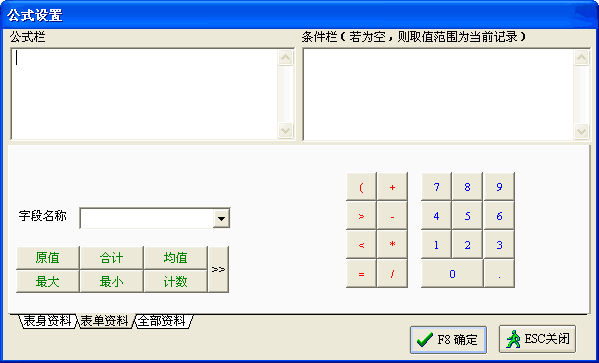 公式设置
公式栏 条件栏(若为空，则取值范围为当前记录)
( + 7 8 9
字段名称 > - 4 5 6
原值 合计 均值 >> < * 1 2 3
最大 最小 计数 = / 0 .
表身资料 表单资料 全部资料
F8 确定 ESC关闭